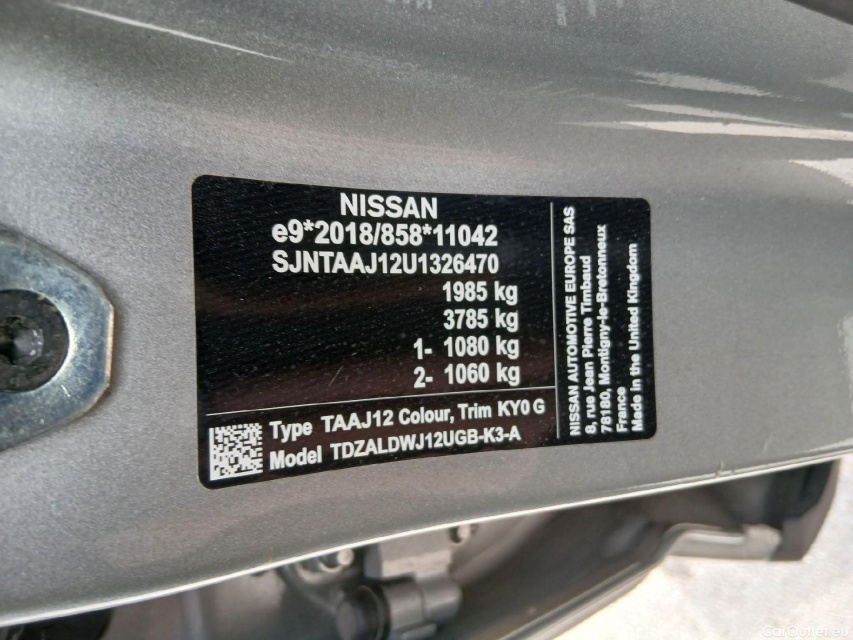 NISSAN
e9*2018/858*11042
SJNTAAJ12U1326470
1985 kg
3785 kg
1- 1080 kg
2- 1060 kg
Type TAAJ12 Colour, Trim KY0 G
Model TDZALDWJ12UGB-K3-A
NISSAN AUTOMOTIVE EUROPE SAS
8, rue Jean Pierre Timbaud
78180, Montigny-le-Bretonneux
France
Made in the United Kingdom
CarOutlet.eu